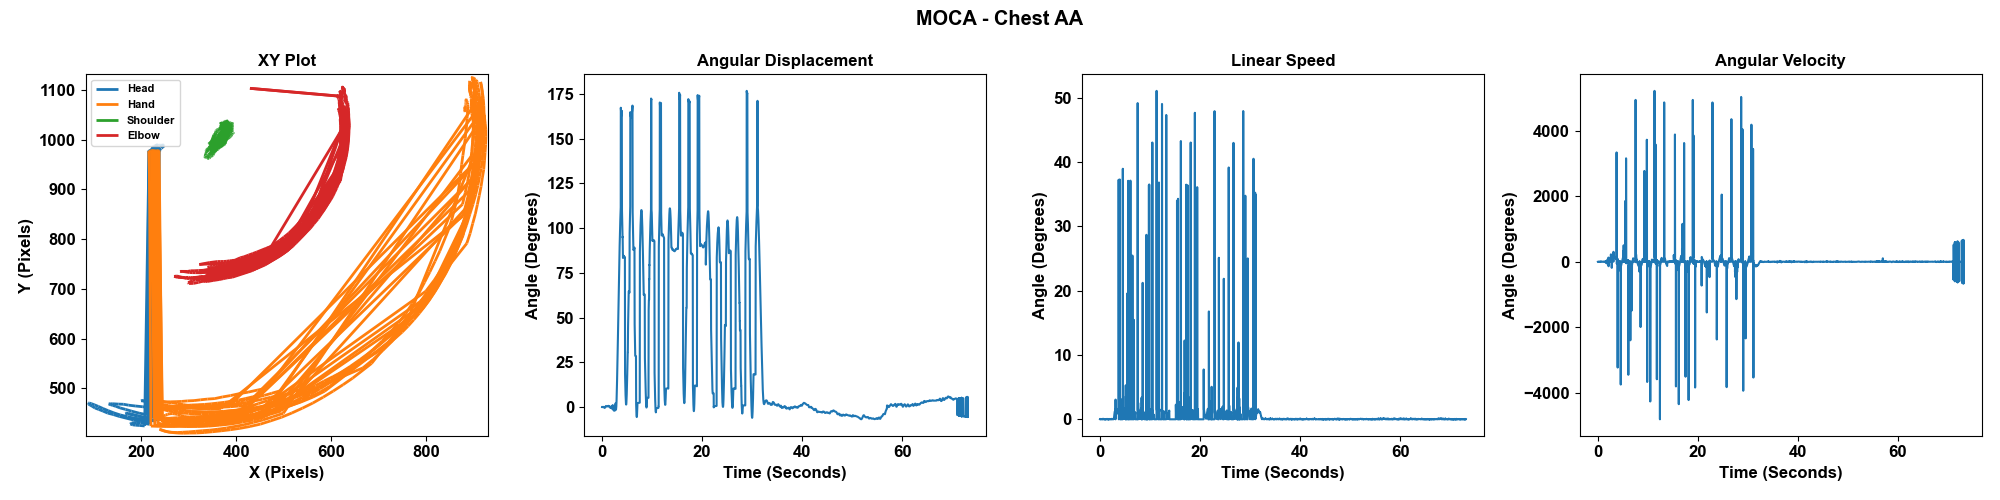 MOCA - Chest AA
XY Plot
Head
Hand
Shoulder
Elbow
1100
1000
900
800
700
600
500
200 400 600 800
Y (Pixels)
X (Pixels)
Angular Displacement
175
150
125
100
75
50
25
0
0 20 40 60
Angle (Degrees)
Time (Seconds)
Linear Speed
50
40
30
20
10
0
0 20 40 60
Angle (Degrees)
Time (Seconds)
Angular Velocity
4000
2000
0
−2000
−4000
0 20 40 60
Angle (Degrees)
Time (Seconds)